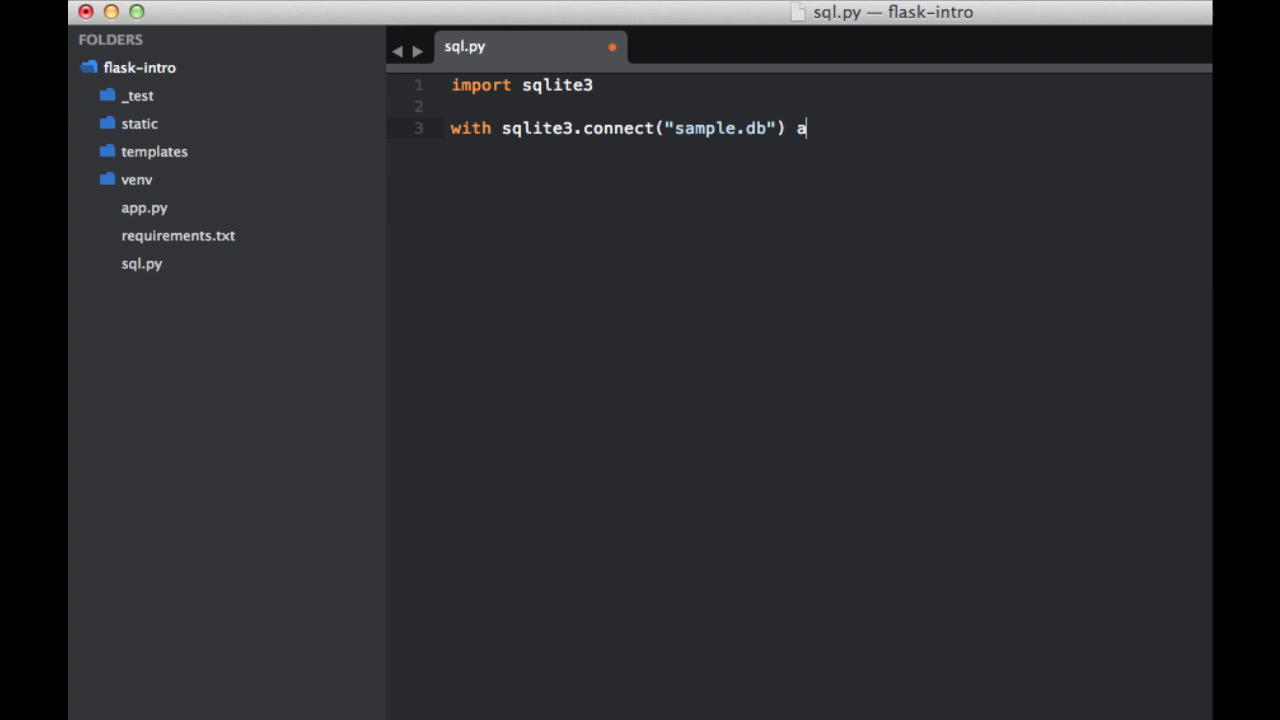 sql.py — flask-intro
FOLDERS
flask-intro
_test
static
templates
venv
app.py
requirements.txt
sql.py
sql.py
1 import sqlite3
2
3 with sqlite3.connect("sample.db") a